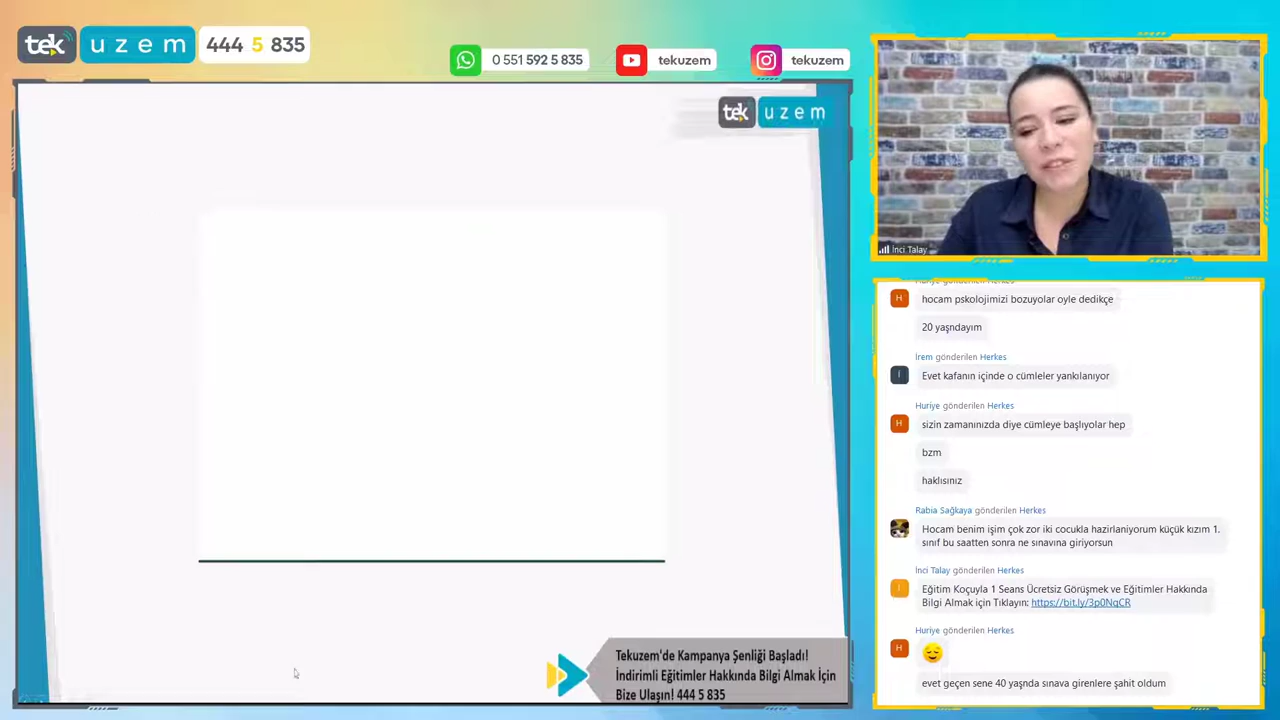 tek uzem 444 5 835
0 551 592 5 835
tekuzem
tekuzem
tek uzem
İnci Talay
H
hocam pskolojimizi bozuyolar oyle dedikçe
20 yaşndayım
İrem gönderilen Herkes
İ
Evet kafanın içinde o cümleler yankılanıyor
Huriye gönderilen Herkes
H
sizin zamanınızda diye cümleye başlıyolar hep
bzm
haklısınız
Rabia Sağkaya gönderilen Herkes
Hocam benim işim çok zor iki cocukla hazirlaniyorum küçük kızım 1.
sınıf bu saatten sonra ne sınavına giriyorsun
İnci Talay gönderilen Herkes
İ
Eğitim Koçuyla 1 Seans Ücretsiz Görüşmek ve Eğitimler Hakkında
Bilgi Almak için Tıklayın: https://bit.ly/3p0NqCR
Huriye gönderilen Herkes
H
evet geçen sene 40 yaşnda sınava girenlere şahit oldum
Tekuzem'de Kampanya Şenliği Başladı!
İndirimli Eğitimler Hakkında Bilgi Almak İçin
Bize Ulaşın! 444 5 835